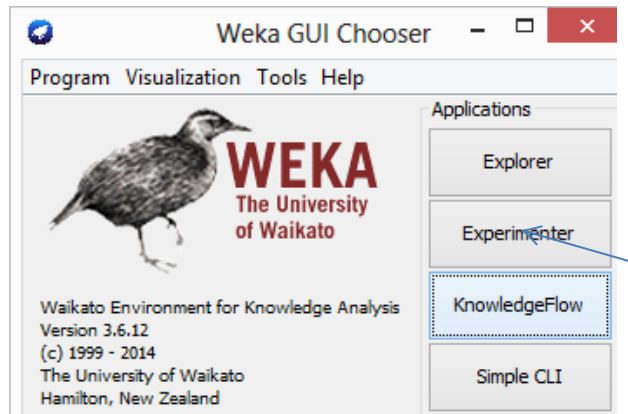 Weka GUI Chooser
Program Visualization Tools Help
WEKA
The University
of Waikato
Waikato Environment for Knowledge Analysis
Version 3.6.12
(c) 1999 - 2014
The University of Waikato
Hamilton, New Zealand
Applications
Explorer
Experimenter
KnowledgeFlow
Simple CLI